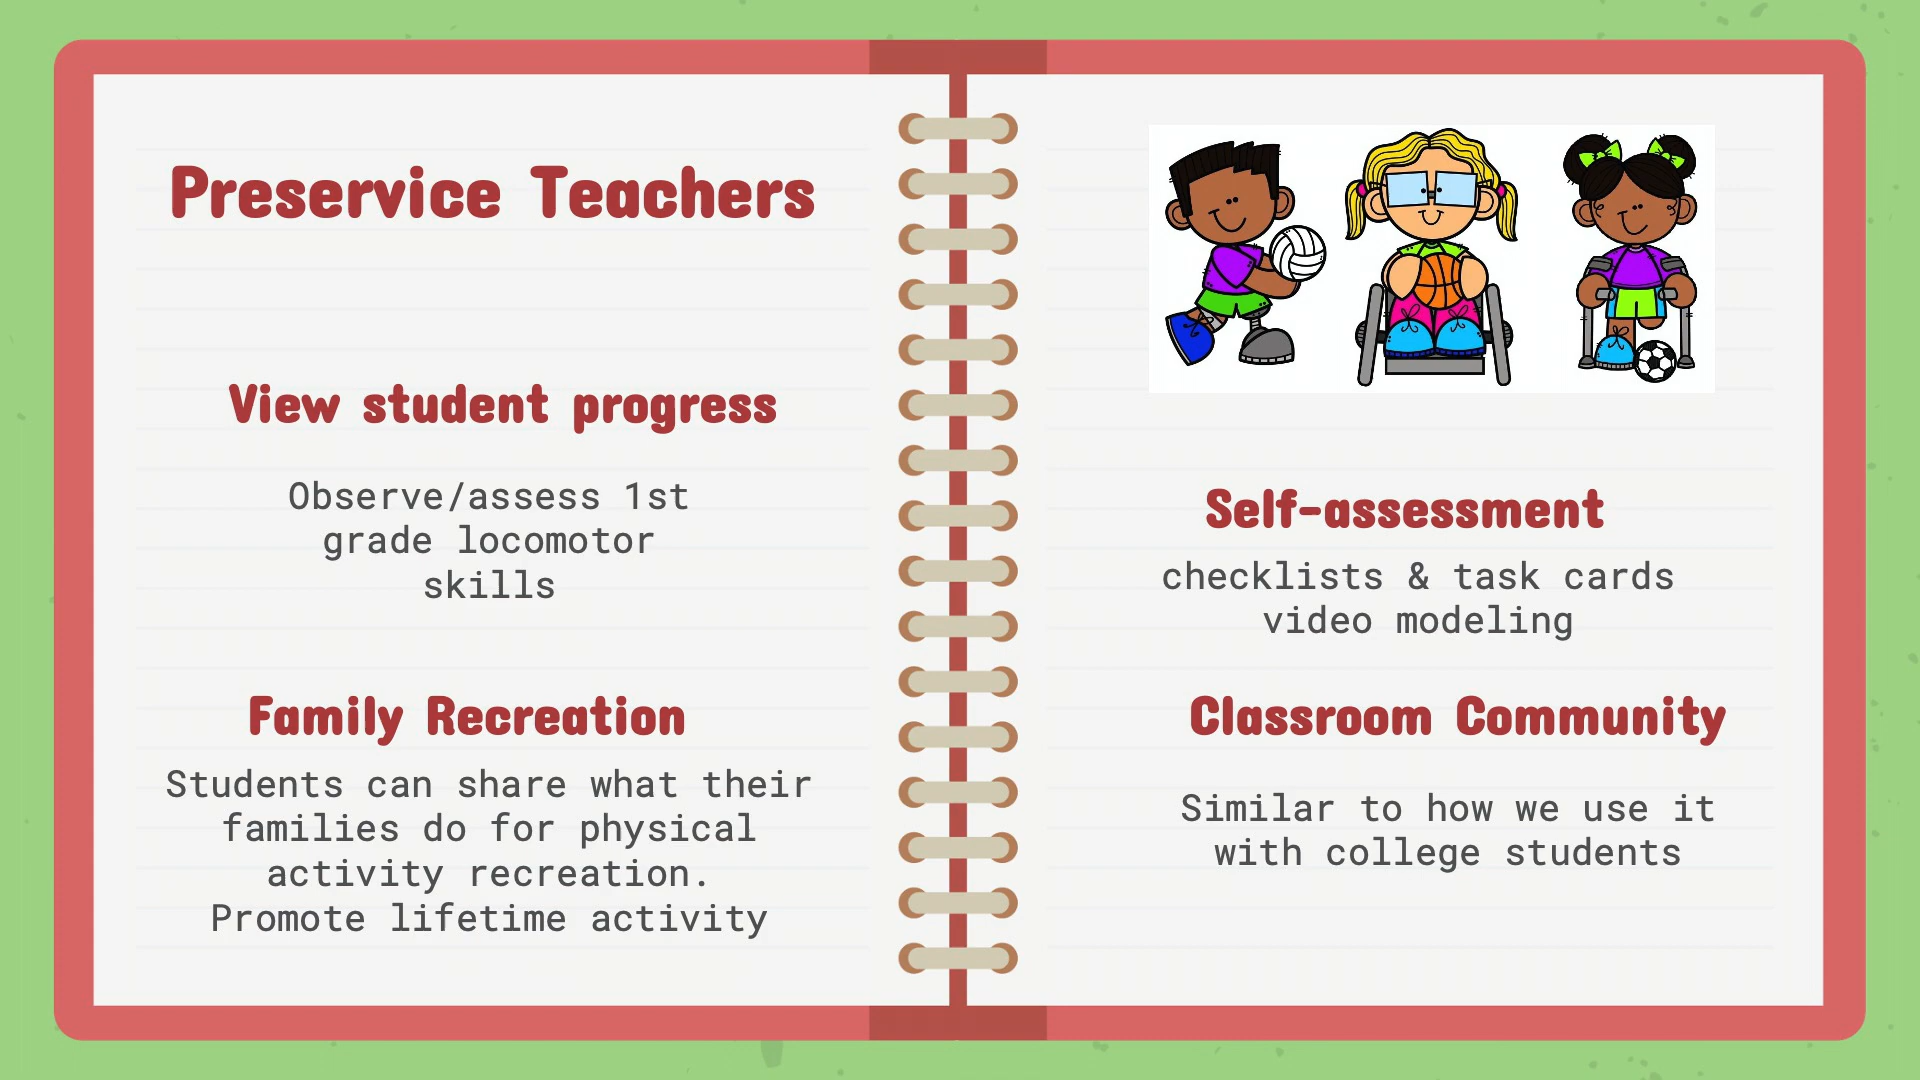 Preservice Teachers
View student progress
Observe/assess 1st
grade locomotor
skills
Family Recreation
Students can share what their
families do for physical
activity recreation.
Promote lifetime activity
Self-assessment
checklists & task cards
video modeling
Classroom Community
Similar to how we use it
with college students